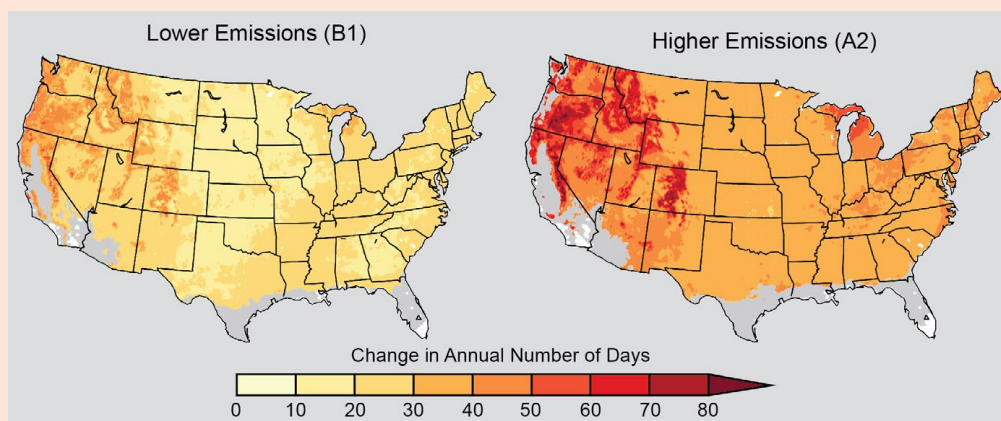 Lower Emissions (B1)
Higher Emissions (A2)
Change in Annual Number of Days
0 10 20 30 40 50 60 70 80